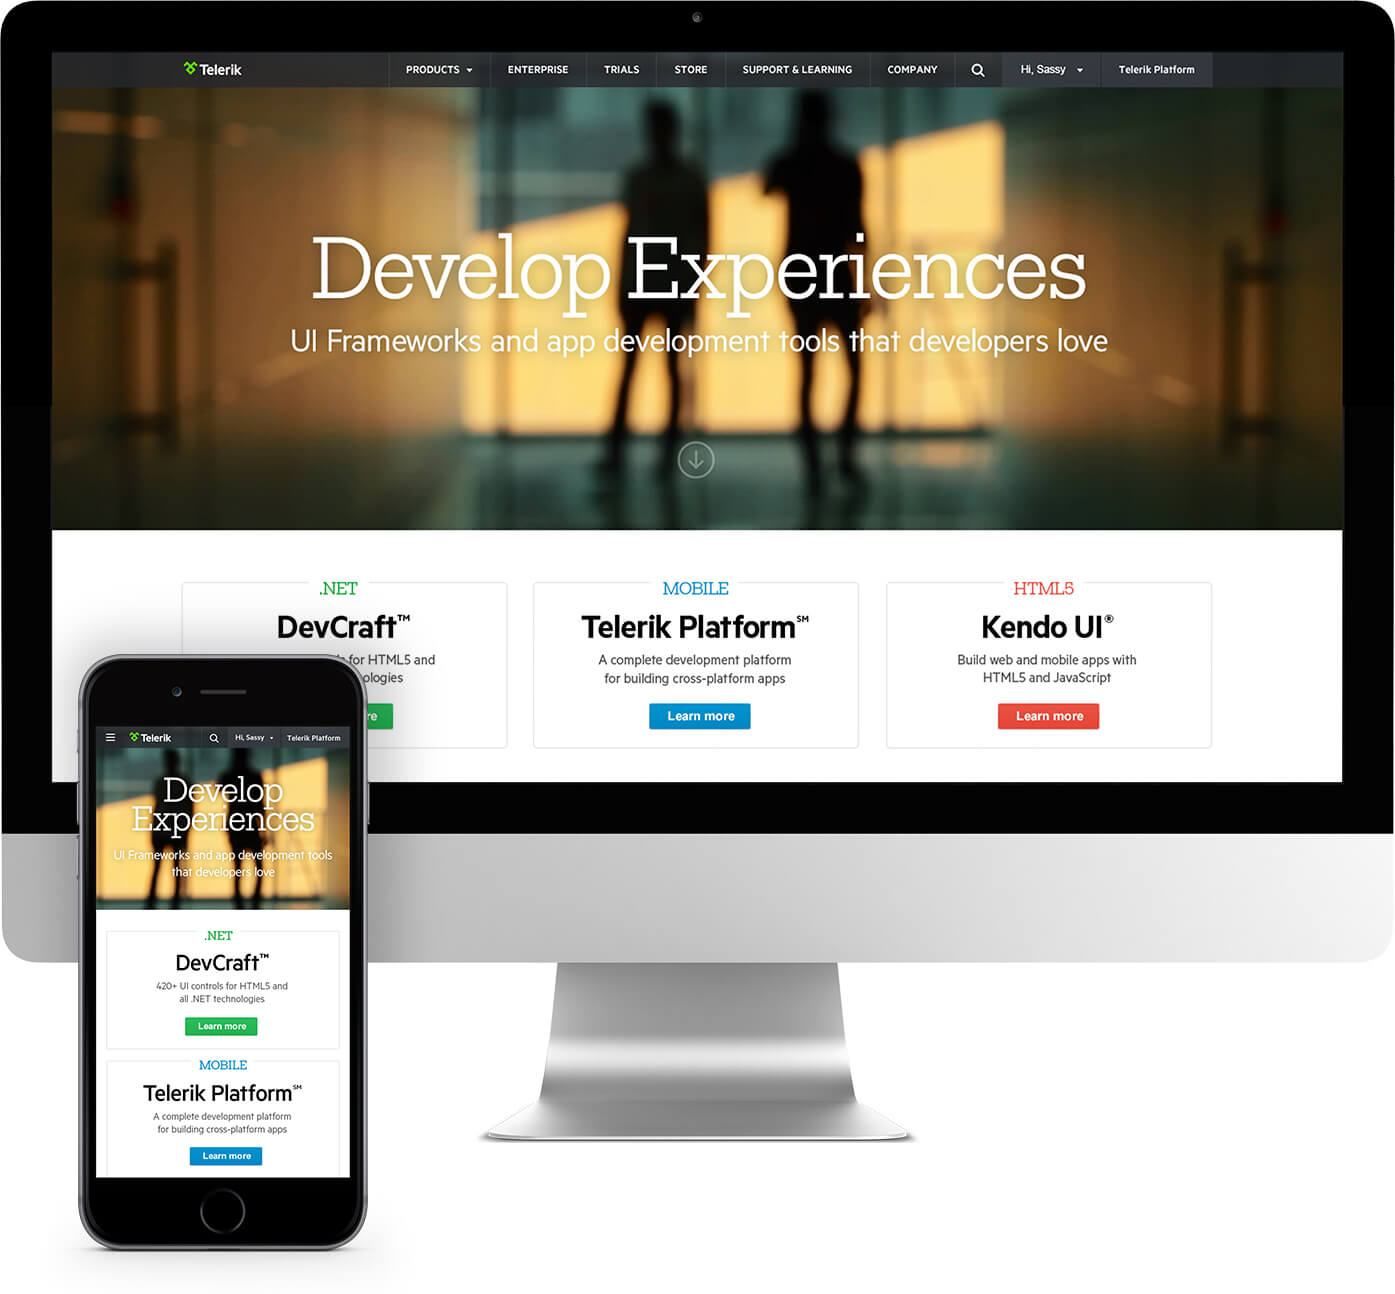 Telerik
PRODUCTS
ENTERPRISE
TRIALS
STORE
SUPPORT & LEARNING
COMPANY
Hi, Sassy
Telerik Platform
Develop Experiences
UI Frameworks and app development tools that developers love
.NET
DevCraft™
for HTML5 and
MOBILE
Telerik Platform℠
A complete development platform
for building cross-platform apps
Learn more
HTML5
Kendo UI®
Build web and mobile apps with
HTML5 and JavaScript
Learn more
Telerik
Hi, Sassy
Telerik Platform
Develop
Experiences
UI Frameworks and app development tools
that developers love
.NET
DevCraft™
420+ UI controls for HTML5 and
all .NET technologies
Learn more
MOBILE
Telerik Platform℠
A complete development platform
for building cross-platform apps
Learn more